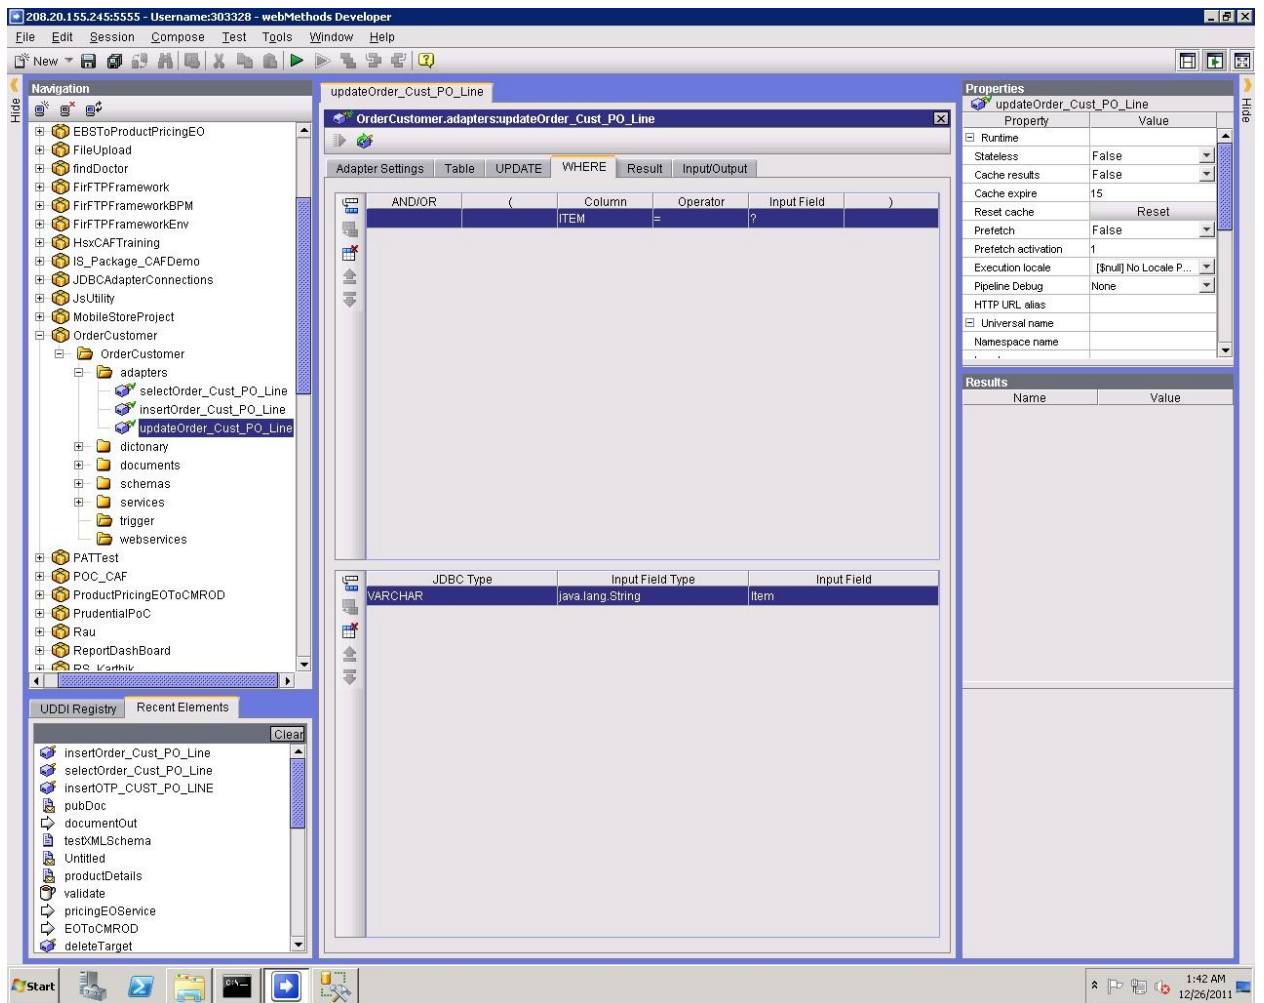 208.20.155.245:5555 - Username:303328 - webMethods Developer
File Edit Session Compose Test Tools Window Help
New
Hide
Navigation
EBSToProductPricingEO
FileUpload
findDoctor
FirFTPFramework
FirFTPFrameworkBPM
FirFTPFrameworkEnv
HsxCAFTraining
IS_Package_CAFDemo
JDBCAdapterConnections
JsUtility
MobileStoreProject
OrderCustomer
OrderCustomer
adapters
selectOrder_Cust_PO_Line
insertOrder_Cust_PO_Line
updateOrder_Cust_PO_Line
dictonary
documents
schemas
services
trigger
webservices
PATTest
POC_CAF
ProductPricingEOToCMROD
PrudentialPoC
Rau
ReportDashBoard
RS_Karthik
UDDI Registry Recent Elements
Clear
insertOrder_Cust_PO_Line
selectOrder_Cust_PO_Line
insertOTP_CUST_PO_LINE
pubDoc
documentOut
testXMLSchema
Untitled
productDetails
validate
pricingEOService
EOToCMROD
deleteTarget
updateOrder_Cust_PO_Line
OrderCustomer.adapters:updateOrder_Cust_PO_Line
Adapter Settings Table UPDATE WHERE Result Input/Output
AND/OR ( Column Operator Input Field )
ITEM = ?
JDBC Type Input Field Type Input Field
VARCHAR java.lang.String Item
Properties
updateOrder_Cust_PO_Line
Property Value
Runtime
Stateless False
Cache results False
Cache expire 15
Reset cache Reset
Prefetch False
Prefetch activation 1
Execution locale [$null] No Locale P...
Pipeline Debug None
HTTP URL alias
Universal name
Namespace name
Results
Name Value
Hide
Start
1:42 AM
12/26/2011